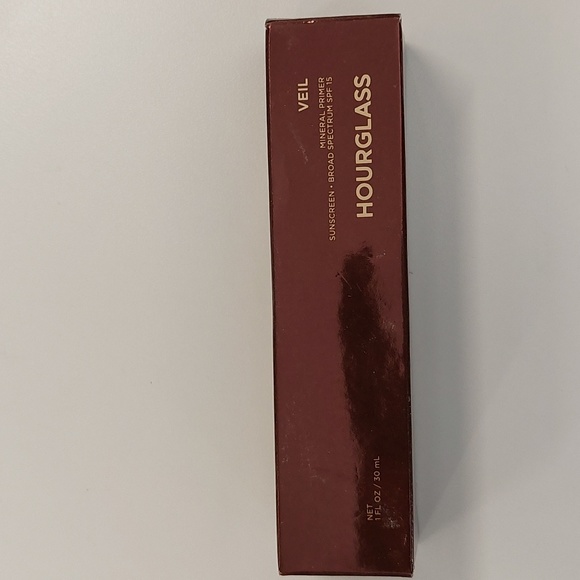 VEIL
MINERAL PRIMER
SUNSCREEN • BROAD SPECTRUM SPF 15
HOURGLASS
NET
1 FL OZ / 30 mL